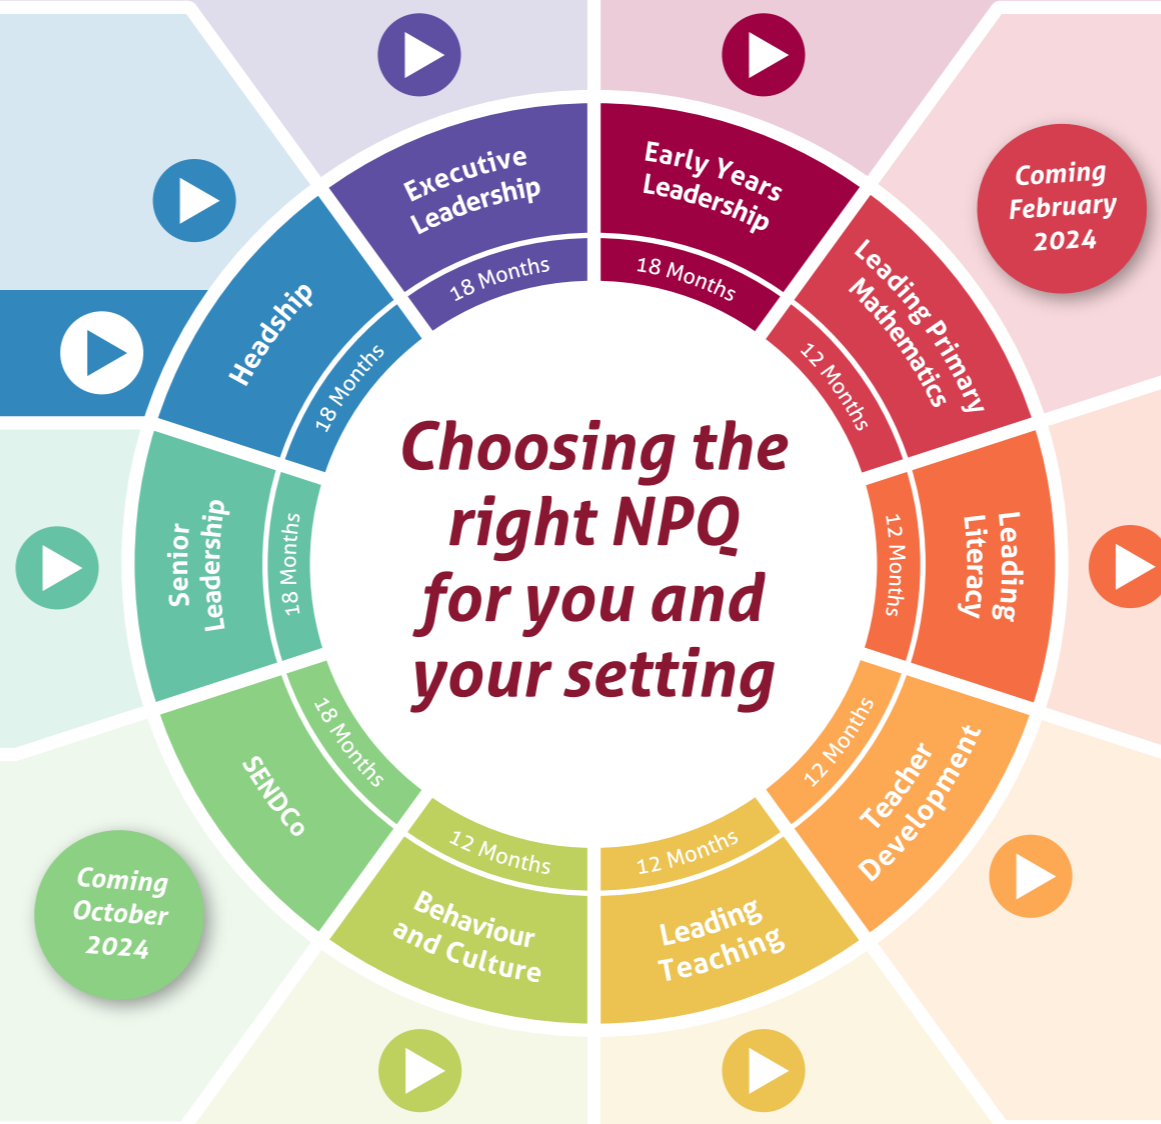 Choosing the
right NPQ
for you and
your setting
Executive
Leadership
18 Months
Early Years
Leadership
18 Months
Leading Primary
Mathematics
12 Months
Coming
February
2024
Leading
Literacy
12 Months
Teacher
Development
12 Months
Leading
Teaching
12 Months
Behaviour
and Culture
12 Months
SENDCo
18 Months
Coming
October
2024
Senior
Leadership
18 Months
Headship
18 Months